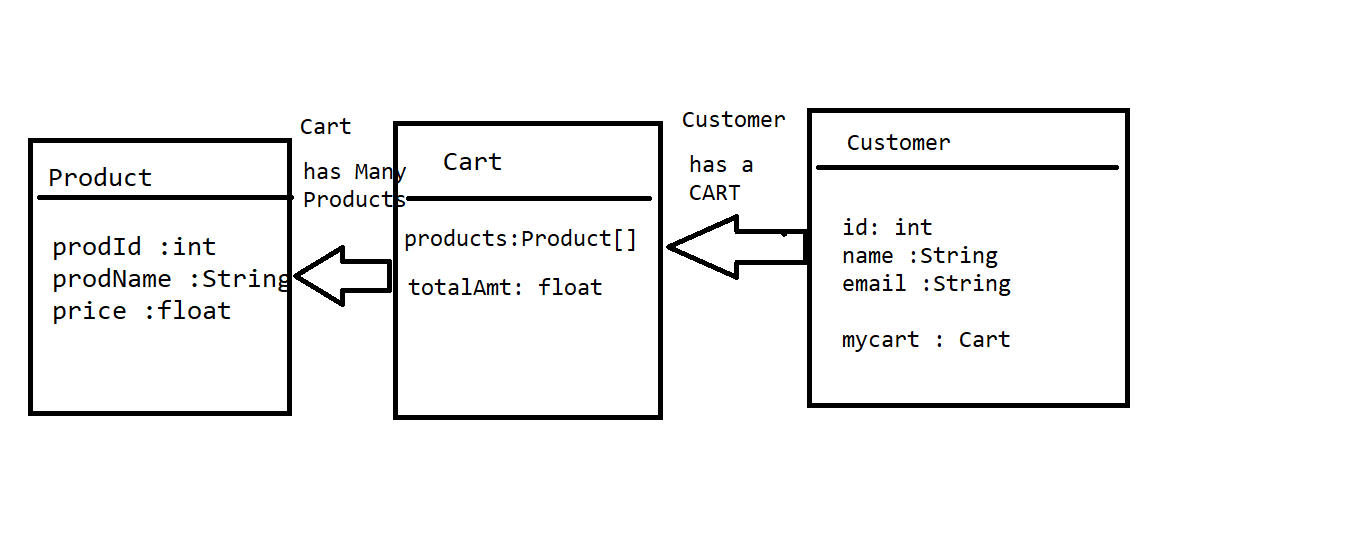 Product
prodId :int
prodName :String
price :float
Cart
has Many
Products
Cart
products:Product[]
totalAmt: float
Customer
has a
CART
Customer
id: int
name :String
email :String
mycart : Cart